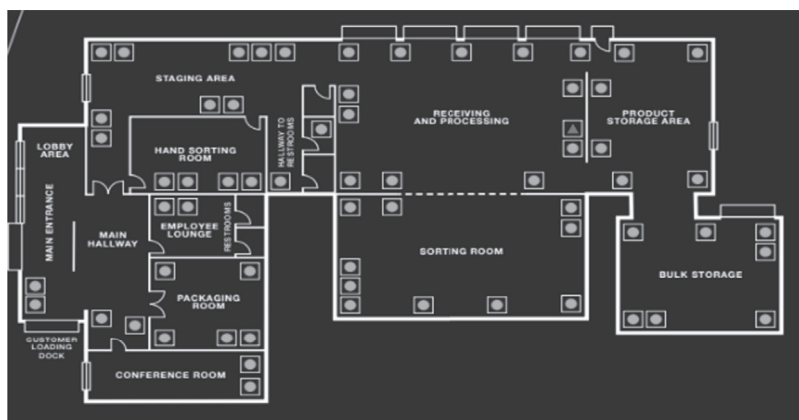 STAGING AREA
RECEIVING
AND PROCESSING
PRODUCT
STORAGE AREA
LOBBY
AREA
HAND SORTING
ROOM
HALLWAY TO
RESTROOMS
MAIN ENTRANCE
MAIN
HALLWAY
EMPLOYEE
LOUNGE
RESTROOMS
SORTING ROOM
BULK STORAGE
PACKAGING
ROOM
CUSTOMER
LOADING
DOCK
CONFERENCE ROOM